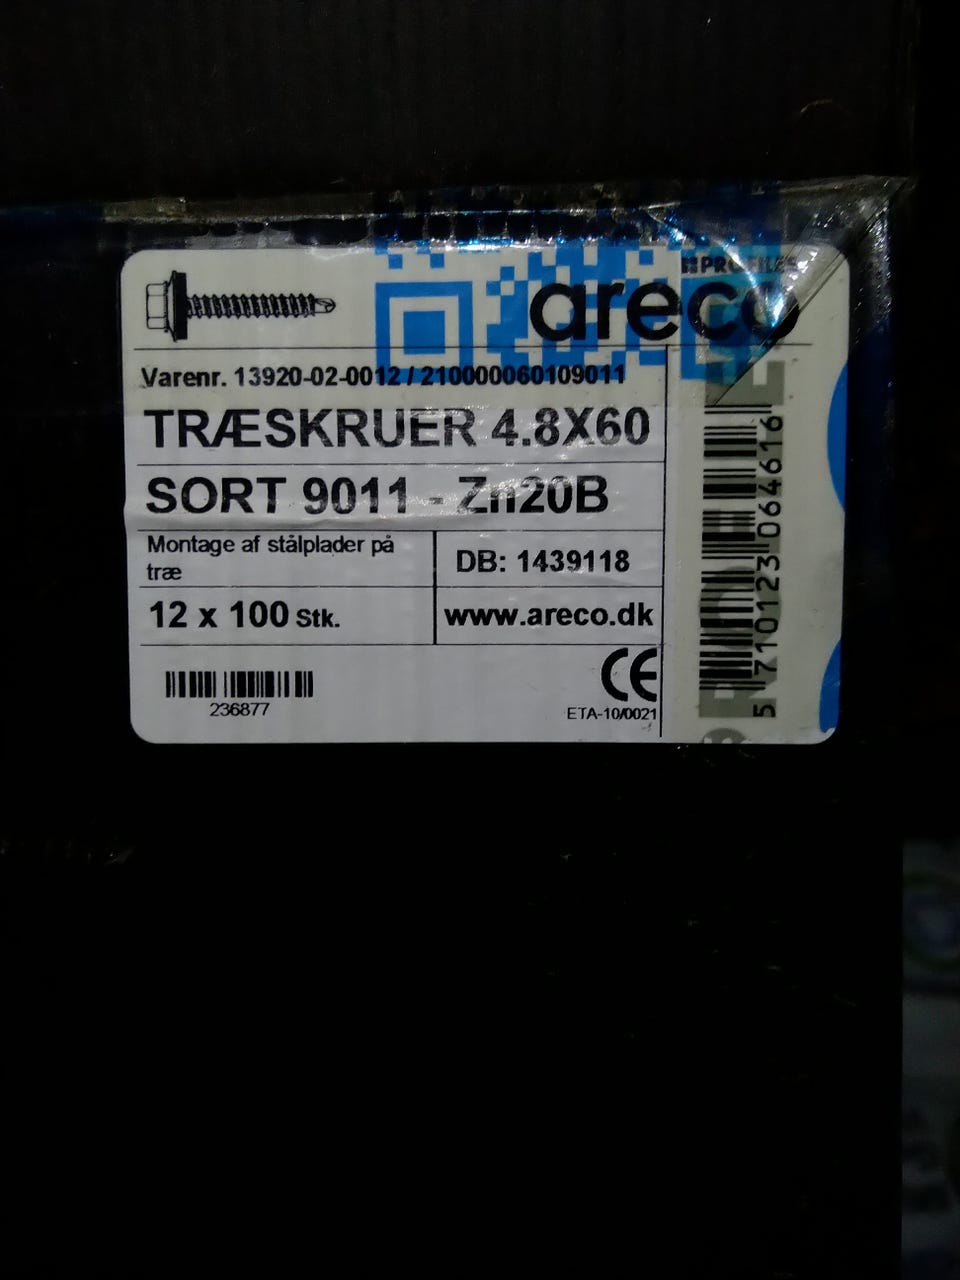 PROFILES
areco
Varenr. 13920-02-0012 / 210000060109011
TRÆSKRUER 4.8X60
SORT 9011 - Zn20B
Montage af stålplader på
træ
DB: 1439118
12 x 100 Stk.
www.areco.dk
236877
CE
ETA-10/0021
5 710123 064616